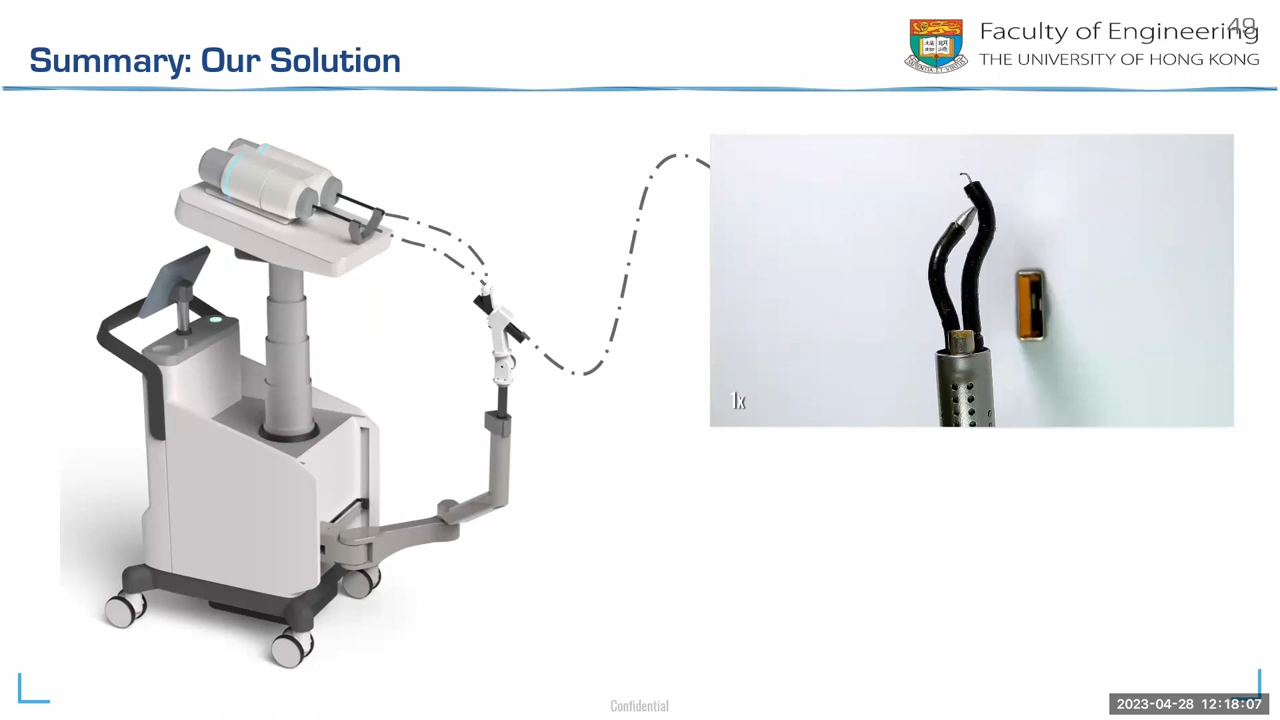 49
Summary: Our Solution
Faculty of Engineering
THE UNIVERSITY OF HONG KONG
1x
Confidential
2023-04-28 12:18:07